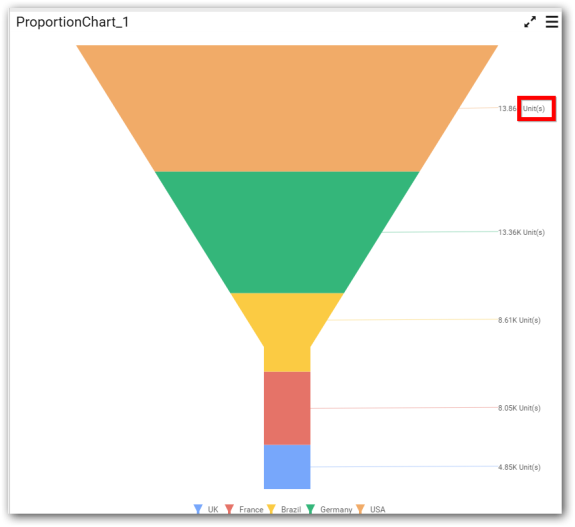 ProportionChart_1
13.86 Unit(s)
13.36K Unit(s)
8.61K Unit(s)
8.05K Unit(s)
4.85K Unit(s)
UK France Brazil Germany USA